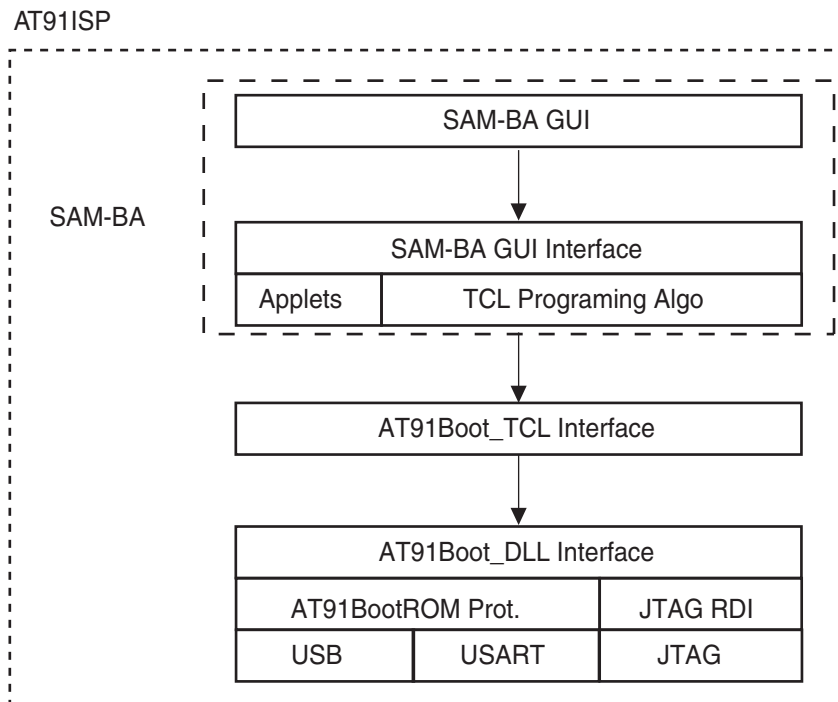 AT91ISP
SAM-BA GUI
SAM-BA
SAM-BA GUI Interface
Applets
TCL Programing Algo
AT91Boot_TCL Interface
AT91Boot_DLL Interface
AT91BootROM Prot.
JTAG RDI
USB
USART
JTAG